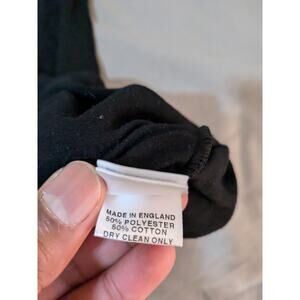 MADE IN ENGLAND
50% POLYESTER
50% COTTON
DRY CLEAN ONLY